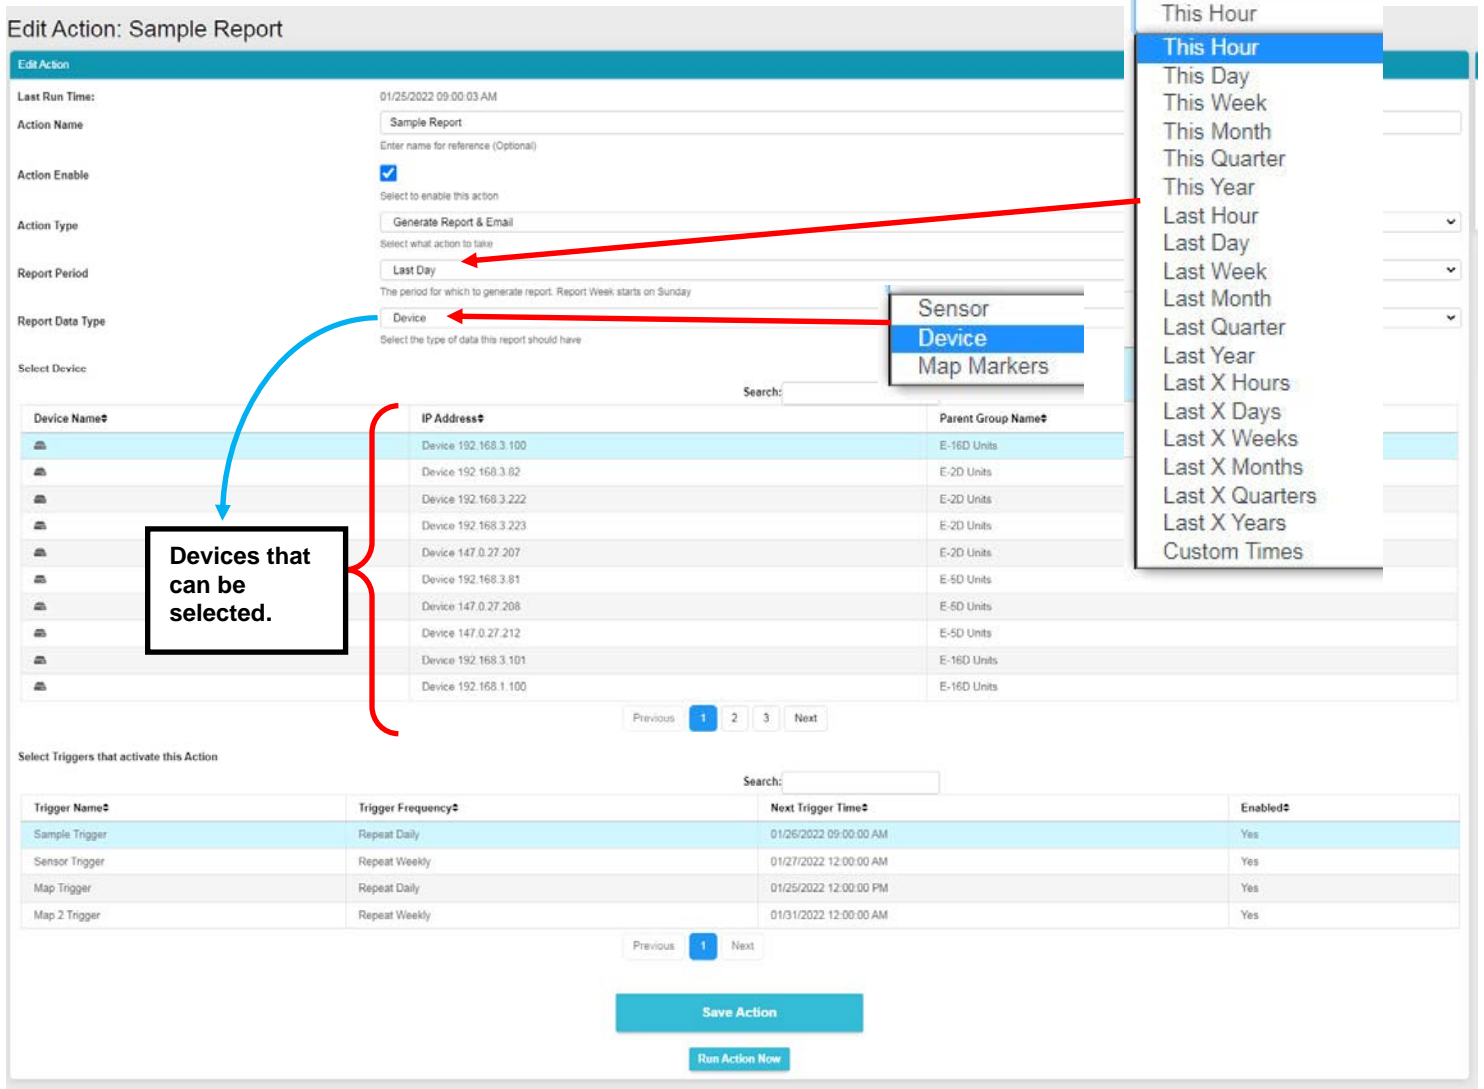 Edit Action: Sample Report
This Hour
Edit Action
Last Run Time: 01/25/2022 09:00:03 AM
Action Name Sample Report
Enter name for reference (Optional)
Action Enable
Select to enable this action
Action Type Generate Report & Email
Select what action to take
Report Period Last Day
The period for which to generate report. Report Week starts on Sunday
Report Data Type Device
Select the type of data this report should have
This Hour
This Day
This Week
This Month
This Quarter
This Year
Last Hour
Last Day
Last Week
Last Month
Last Quarter
Last Year
Last X Hours
Last X Days
Last X Weeks
Last X Months
Last X Quarters
Last X Years
Custom Times
Sensor
Device
Map Markers
Select Device
Search:
Device Name IP Address Parent Group Name
Device 192.168.3.100 E-16D Units
Device 192.168.3.82 E-2D Units
Device 192.168.3.222 E-2D Units
Device 192.168.3.223 E-2D Units
Device 147.0.27.207 E-2D Units
Device 192.168.3.81 E-5D Units
Device 147.0.27.208 E-5D Units
Device 147.0.27.212 E-5D Units
Device 192.168.3.101 E-16D Units
Device 192.168.1.100 E-16D Units
Devices that
can be
selected.
Previous 1 2 3 Next
Select Triggers that activate this Action
Search:
Trigger Name Trigger Frequency Next Trigger Time Enabled
Sample Trigger Repeat Daily 01/26/2022 09:00:00 AM Yes
Sensor Trigger Repeat Weekly 01/27/2022 12:00:00 AM Yes
Map Trigger Repeat Daily 01/25/2022 12:00:00 PM Yes
Map 2 Trigger Repeat Weekly 01/31/2022 12:00:00 AM Yes
Previous 1 Next
Save Action
Run Action Now